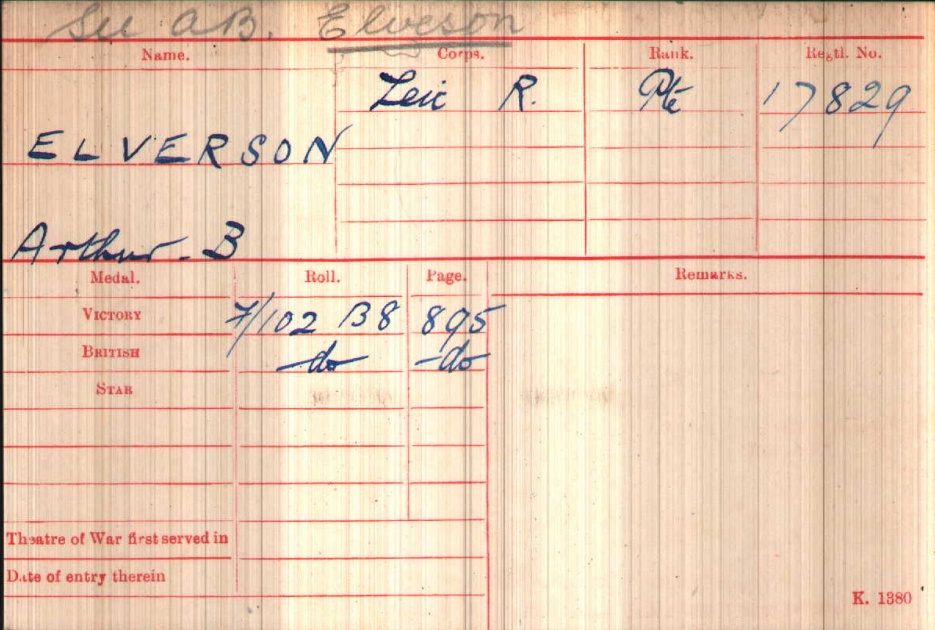 See A.B. Elveson
Name. Corps. Rank. Regtl. No.
Leic R. Pte 17829
ELVERSON
Arthur. B
Medal. Roll. Page. Remarks.
VICTORY 7/102 B8 895
BRITISH -do- -do-
STAR
Theatre of War first served in
Date of entry therein
K. 1380